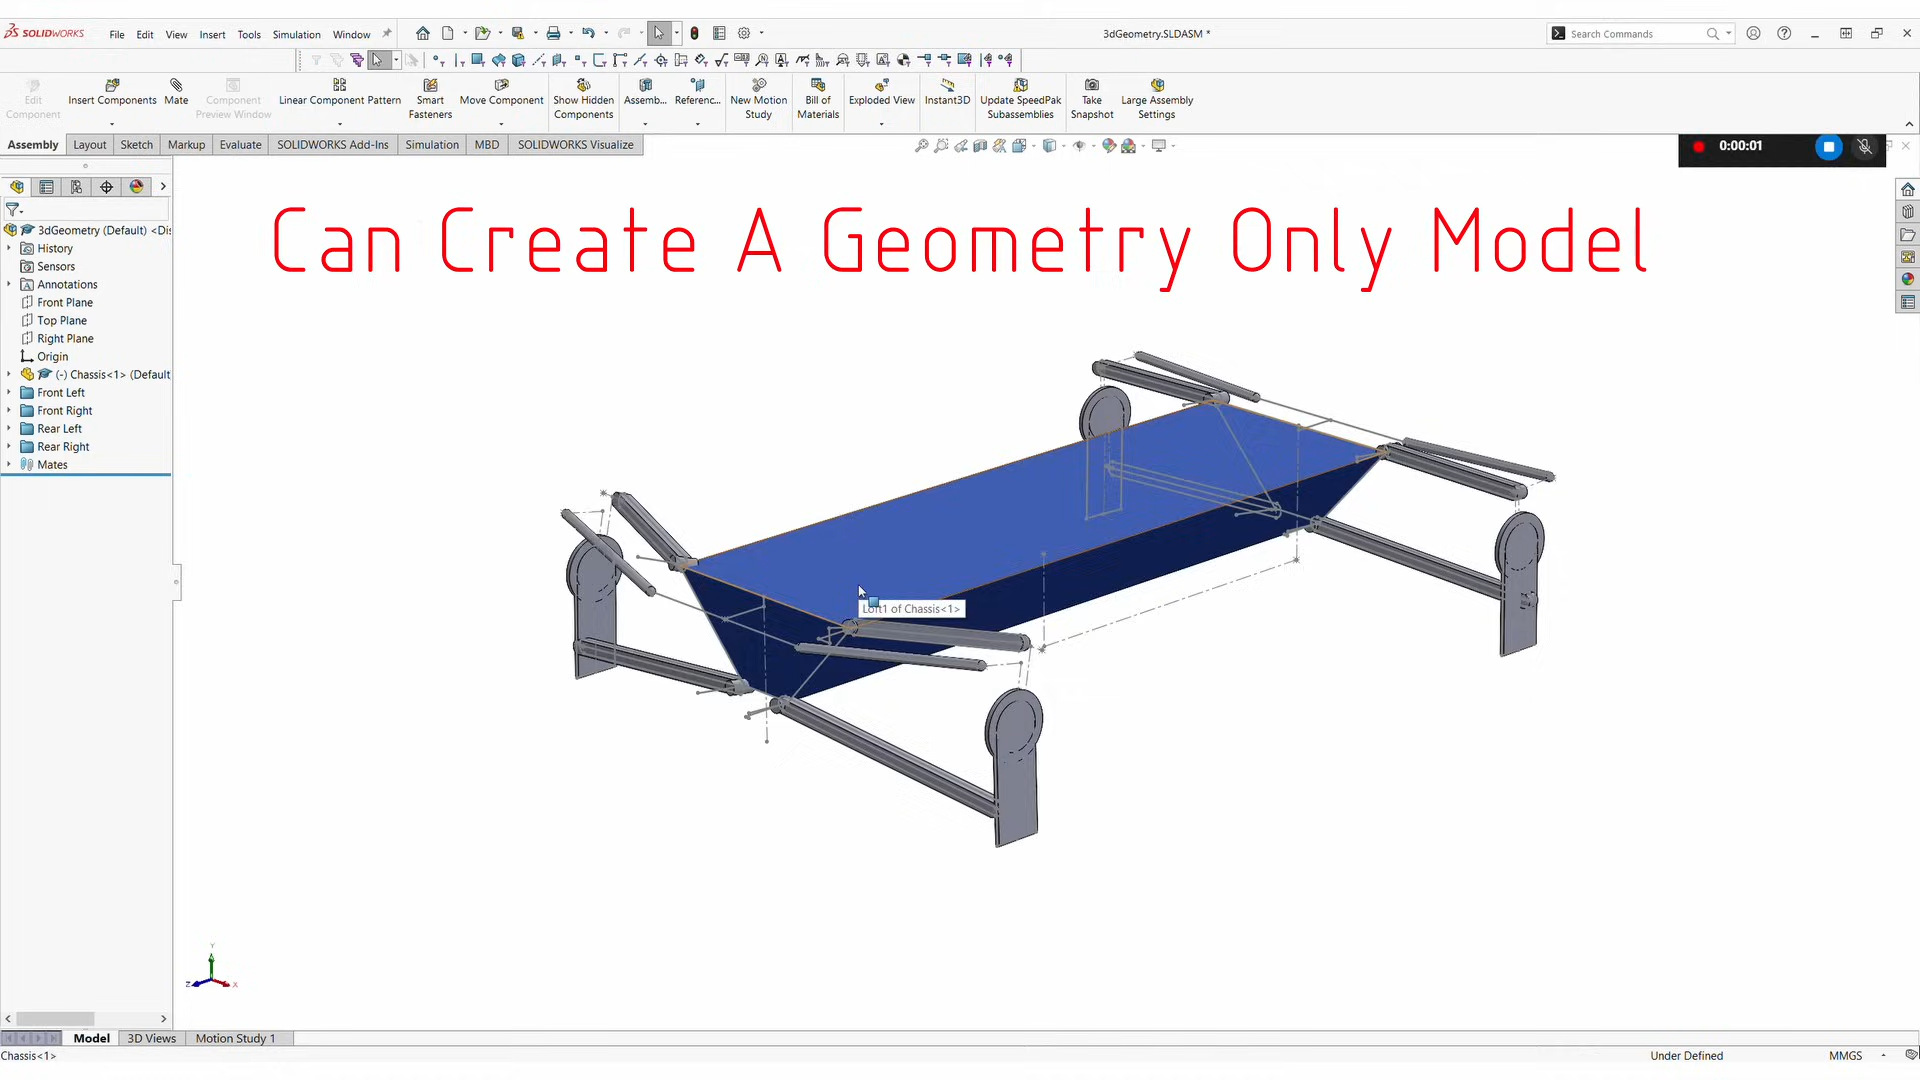 SOLIDWORKS
File Edit View Insert Tools Simulation Window
3dGeometry.SLDASM *
Search Commands
Edit Component
Insert Components
Mate
Component Preview Window
Linear Component Pattern
Smart Fasteners
Move Component
Show Hidden Components
Assemb...
Referenc...
New Motion Study
Bill of Materials
Exploded View
Instant3D
Update SpeedPak Subassemblies
Take Snapshot
Large Assembly Settings
Assembly Layout Sketch Markup Evaluate SOLIDWORKS Add-Ins Simulation MBD SOLIDWORKS Visualize
0:00:01
Can Create A Geometry Only Model
3dGeometry (Default) <Di
History
Sensors
Annotations
Front Plane
Top Plane
Right Plane
Origin
(-) Chassis<1> (Default
Front Left
Front Right
Rear Left
Rear Right
Mates
Loft1 of Chassis<1>
Y
Z X
Model 3D Views Motion Study 1
Chassis<1>
Under Defined
MMGS